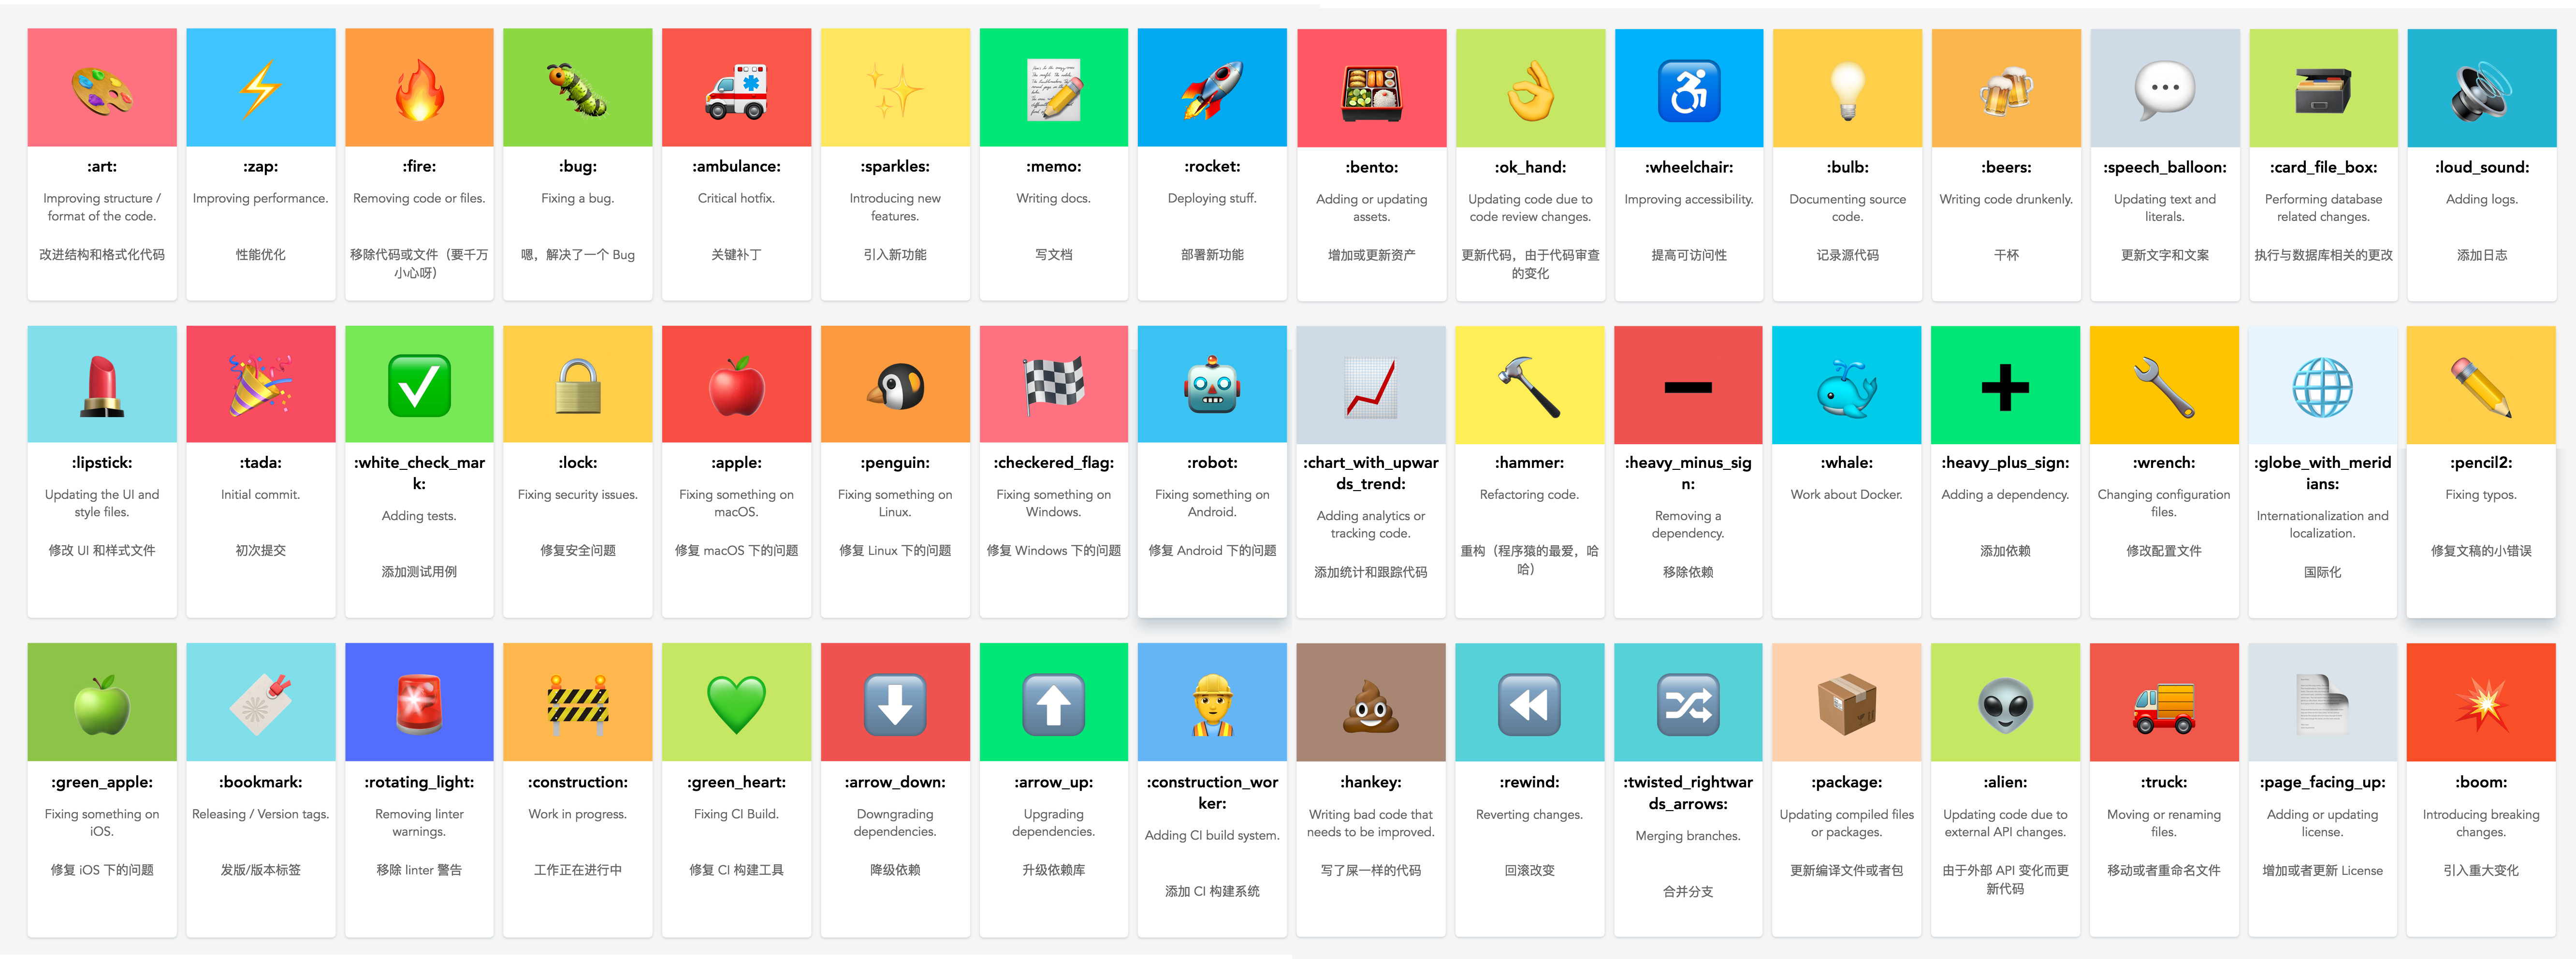 :art:
Improving structure /
format of the code.
改进结构和格式化代码
:zap:
Improving performance.
性能优化
:fire:
Removing code or files.
移除代码或文件（要千万
小心呀）
:bug:
Fixing a bug.
嗯，解决了一个 Bug
:ambulance:
Critical hotfix.
关键补丁
:sparkles:
Introducing new
features.
引入新功能
:memo:
Writing docs.
写文档
:rocket:
Deploying stuff.
部署新功能
:bento:
Adding or updating
assets.
增加或更新资产
:ok_hand:
Updating code due to
code review changes.
更新代码，由于代码审查
的变化
:wheelchair:
Improving accessibility.
提高可访问性
:bulb:
Documenting source
code.
记录源代码
:beers:
Writing code drunkenly.
干杯
:speech_balloon:
Updating text and
literals.
更新文字和文案
:card_file_box:
Performing database
related changes.
执行与数据库相关的更改
:loud_sound:
Adding logs.
添加日志
:lipstick:
Updating the UI and
style files.
修改 UI 和样式文件
:tada:
Initial commit.
初次提交
:white_check_mar
k:
Adding tests.
添加测试用例
:lock:
Fixing security issues.
修复安全问题
:apple:
Fixing something on
macOS.
修复 macOS 下的问题
:penguin:
Fixing something on
Linux.
修复 Linux 下的问题
:checkered_flag:
Fixing something on
Windows.
修复 Windows 下的问题
:robot:
Fixing something on
Android.
修复 Android 下的问题
:chart_with_upwar
ds_trend:
Adding analytics or
tracking code.
添加统计和跟踪代码
:hammer:
Refactoring code.
重构（程序猿的最爱，哈
哈）
:heavy_minus_sig
n:
Removing a
dependency.
移除依赖
:whale:
Work about Docker.
:heavy_plus_sign:
Adding a dependency.
添加依赖
:wrench:
Changing configuration
files.
修改配置文件
:globe_with_merid
ians:
Internationalization and
localization.
国际化
:pencil2:
Fixing typos.
修复文稿的小错误
:green_apple:
Fixing something on
iOS.
修复 iOS 下的问题
:bookmark:
Releasing / Version tags.
发版/版本标签
:rotating_light:
Removing linter
warnings.
移除 linter 警告
:construction:
Work in progress.
工作正在进行中
:green_heart:
Fixing CI Build.
修复 CI 构建工具
:arrow_down:
Downgrading
dependencies.
降级依赖
:arrow_up:
Upgrading
dependencies.
升级依赖库
:construction_wor
ker:
Adding CI build system.
添加 CI 构建系统
:hankey:
Writing bad code that
needs to be improved.
写了屎一样的代码
:rewind:
Reverting changes.
回滚改变
:twisted_rightwar
ds_arrows:
Merging branches.
合并分支
:package:
Updating compiled files
or packages.
更新编译文件或者包
:alien:
Updating code due to
external API changes.
由于外部 API 变化而更
新代码
:truck:
Moving or renaming
files.
移动或者重命名文件
:page_facing_up:
Adding or updating
license.
增加或者更新 License
:boom:
Introducing breaking
changes.
引入重大变化